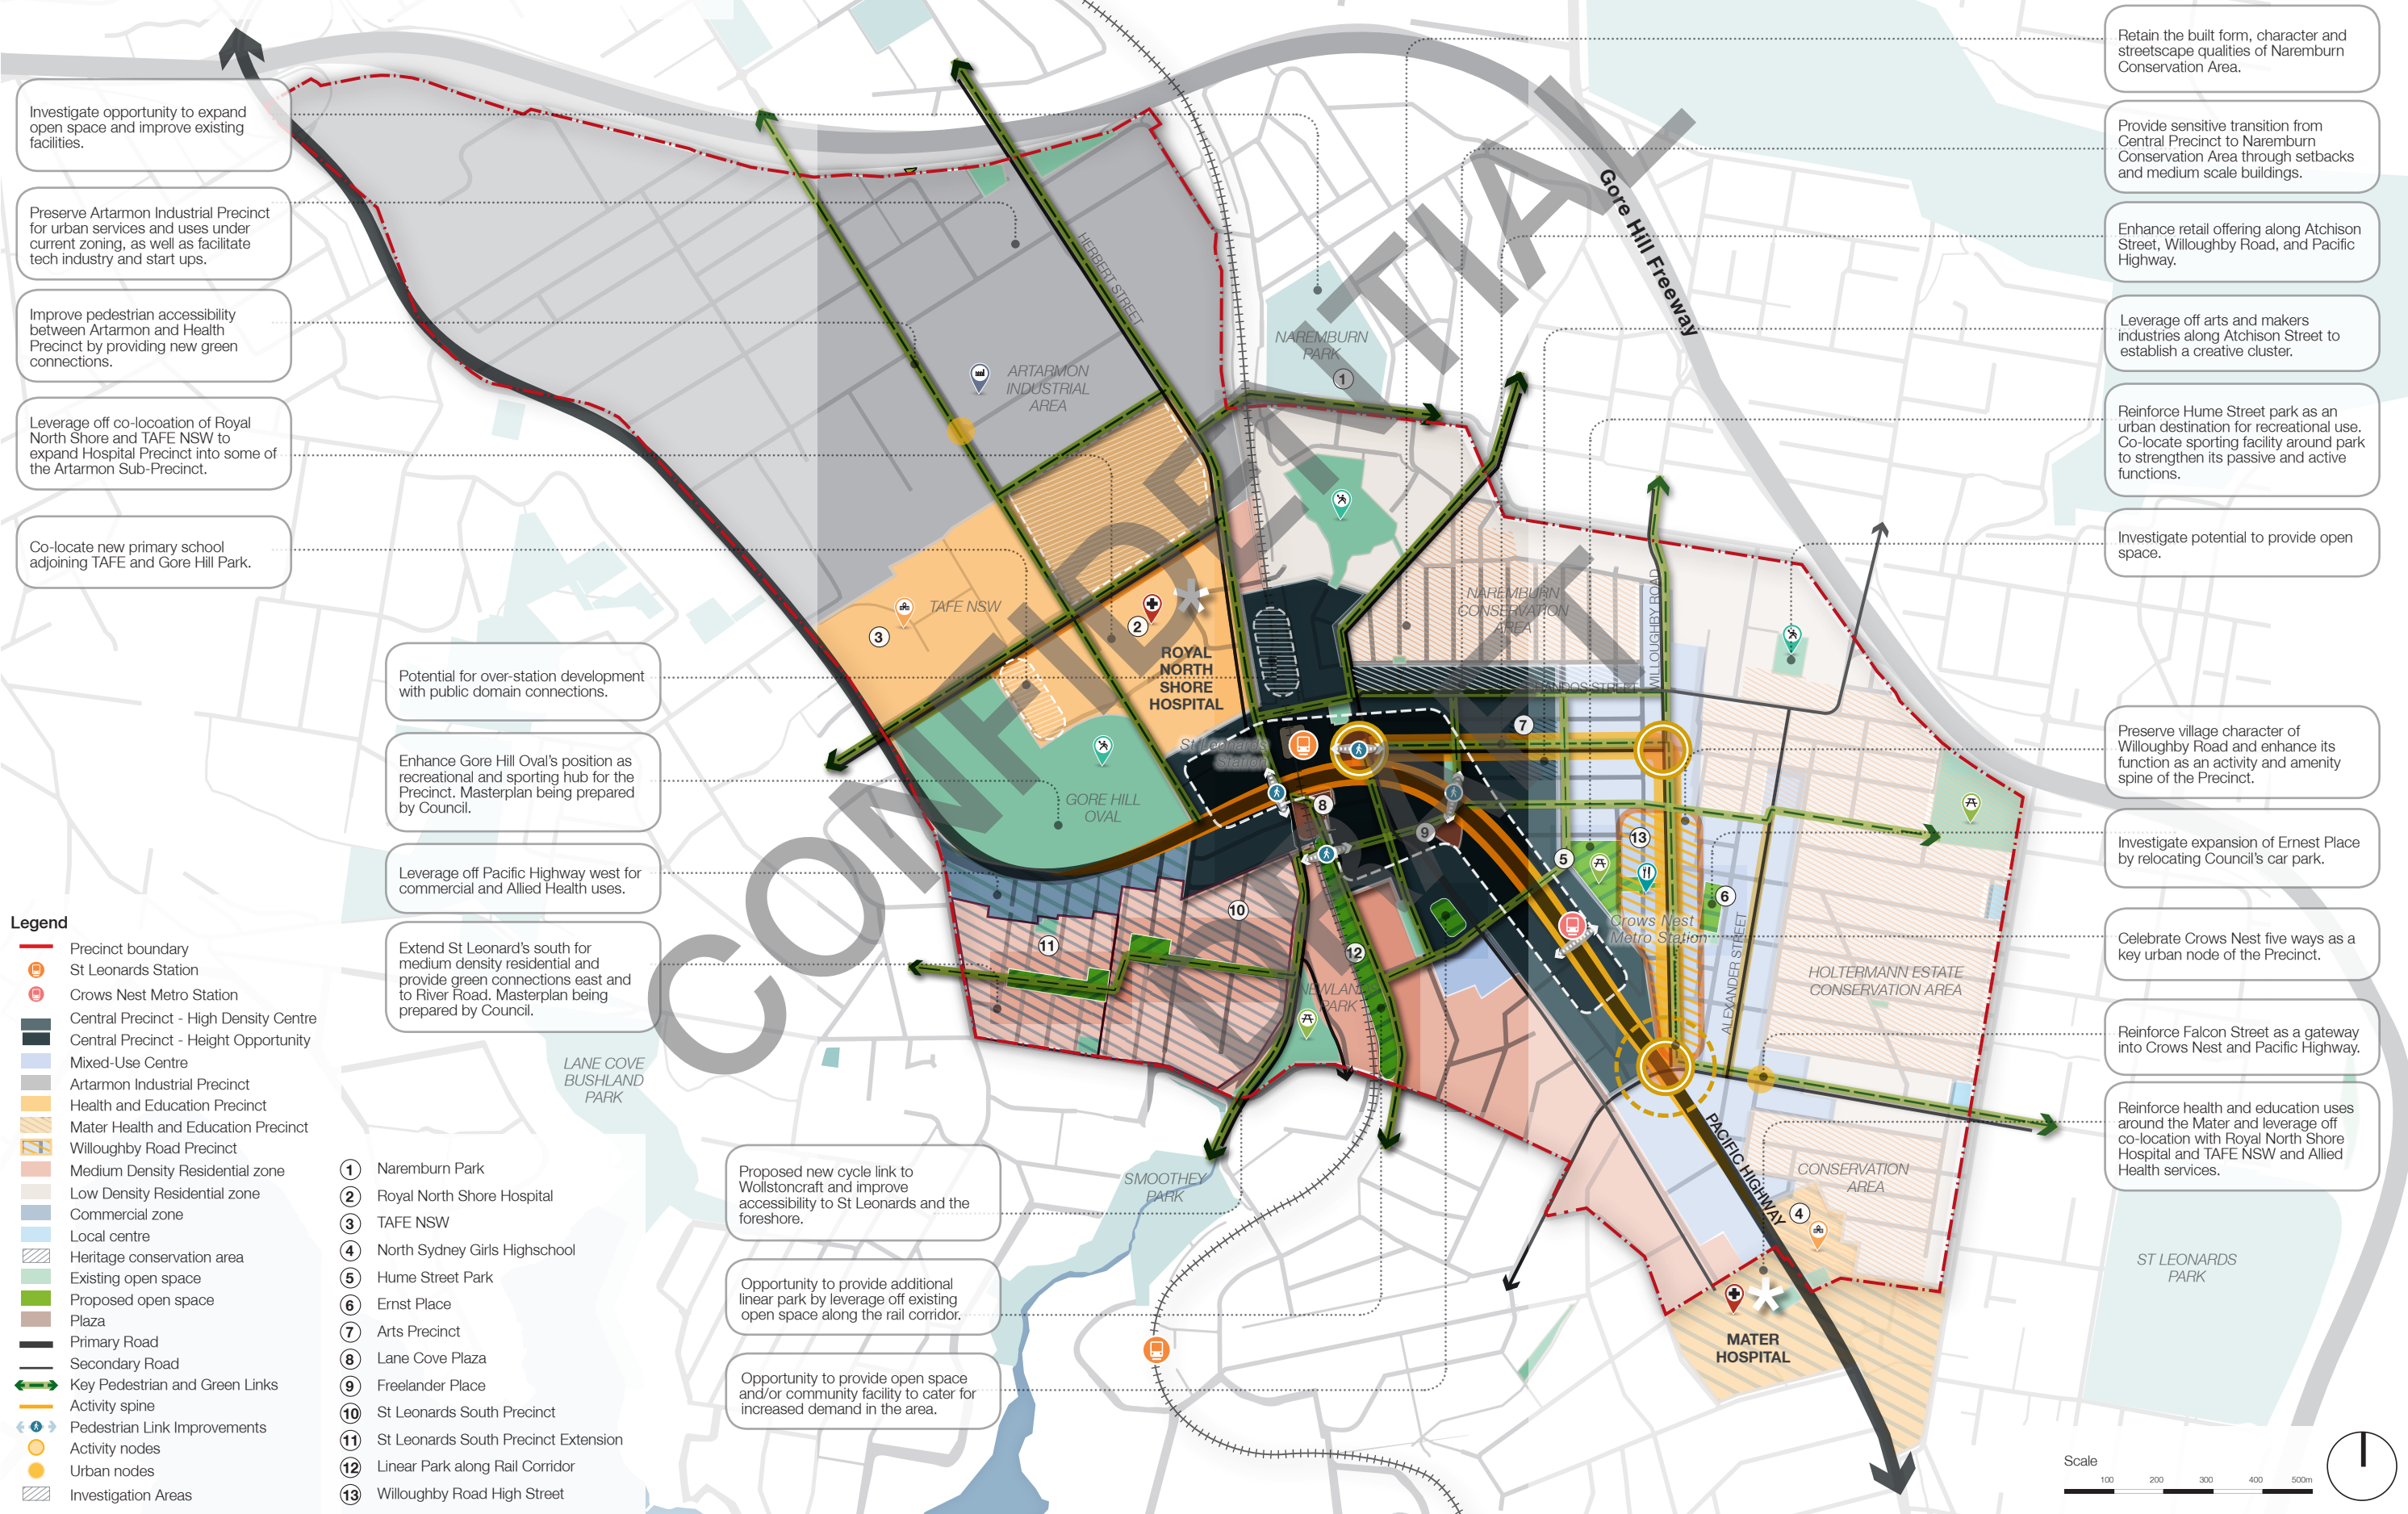 Investigate opportunity to expand
open space and improve existing
facilities.
Preserve Artarmon Industrial Precinct
for urban services and uses under
current zoning, as well as facilitate
tech industry and start ups.
Improve pedestrian accessibility
between Artarmon and Health
Precinct by providing new green
connections.
Leverage off co-locoation of Royal
North Shore and TAFE NSW to
expand Hospital Precinct into some of
the Artarmon Sub-Precinct.
Co-locate new primary school
adjoining TAFE and Gore Hill Park.
Potential for over-station development
with public domain connections.
Enhance Gore Hill Oval's position as
recreational and sporting hub for the
Precinct. Masterplan being prepared
by Council.
Leverage off Pacific Highway west for
commercial and Allied Health uses.
Extend St Leonard's south for
medium density residential and
provide green connections east and
to River Road. Masterplan being
prepared by Council.
Proposed new cycle link to
Wollstoncraft and improve
accessibility to St Leonards and the
foreshore.
Opportunity to provide additional
linear park by leverage off existing
open space along the rail corridor.
Opportunity to provide open space
and/or community facility to cater for
increased demand in the area.
Retain the built form, character and
streetscape qualities of Naremburn
Conservation Area.
Provide sensitive transition from
Central Precinct to Naremburn
Conservation Area through setbacks
and medium scale buildings.
Enhance retail offering along Atchison
Street, Willoughby Road, and Pacific
Highway.
Leverage off arts and makers
industries along Atchison Street to
establish a creative cluster.
Reinforce Hume Street park as an
urban destination for recreational use.
Co-locate sporting facility around park
to strengthen its passive and active
functions.
Investigate potential to provide open
space.
Preserve village character of
Willoughby Road and enhance its
function as an activity and amenity
spine of the Precinct.
Investigate expansion of Ernest Place
by relocating Council's car park.
Celebrate Crows Nest five ways as a
key urban node of the Precinct.
Reinforce Falcon Street as a gateway
into Crows Nest and Pacific Highway.
Reinforce health and education uses
around the Mater and leverage off
co-location with Royal North Shore
Hospital and TAFE NSW and Allied
Health services.
CONFIDENTIAL
DRAFT
Gore Hill Freeway
HERBERT STREET
NAREMBURN
PARK
1
ARTARMON
INDUSTRIAL
AREA
TAFE NSW
3
2
ROYAL
NORTH
SHORE
HOSPITAL
NAREMBURN
CONSERVATION
AREA
WILLOUGHBY ROAD
7
St Leonards
Station
GORE HILL
OVAL
8
9
13
5
6
Crows Nest
Metro Station
ALEXANDER STREET
HOLTERMANN ESTATE
CONSERVATION AREA
10
11
12
NEWLANDS
PARK
LANE COVE
BUSHLAND
PARK
SMOOTHEY
PARK
PACIFIC HIGHWAY
CONSERVATION
AREA
4
MATER
HOSPITAL
ST LEONARDS
PARK
Legend
Precinct boundary
St Leonards Station
Crows Nest Metro Station
Central Precinct - High Density Centre
Central Precinct - Height Opportunity
Mixed-Use Centre
Artarmon Industrial Precinct
Health and Education Precinct
Mater Health and Education Precinct
Willoughby Road Precinct
Medium Density Residential zone
Low Density Residential zone
Commercial zone
Local centre
Heritage conservation area
Existing open space
Proposed open space
Plaza
Primary Road
Secondary Road
Key Pedestrian and Green Links
Activity spine
Pedestrian Link Improvements
Activity nodes
Urban nodes
Investigation Areas
1 Naremburn Park
2 Royal North Shore Hospital
3 TAFE NSW
4 North Sydney Girls Highschool
5 Hume Street Park
6 Ernst Place
7 Arts Precinct
8 Lane Cove Plaza
9 Freelander Place
10 St Leonards South Precinct
11 St Leonards South Precinct Extension
12 Linear Park along Rail Corridor
13 Willoughby Road High Street
Scale
100 200 300 400 500m